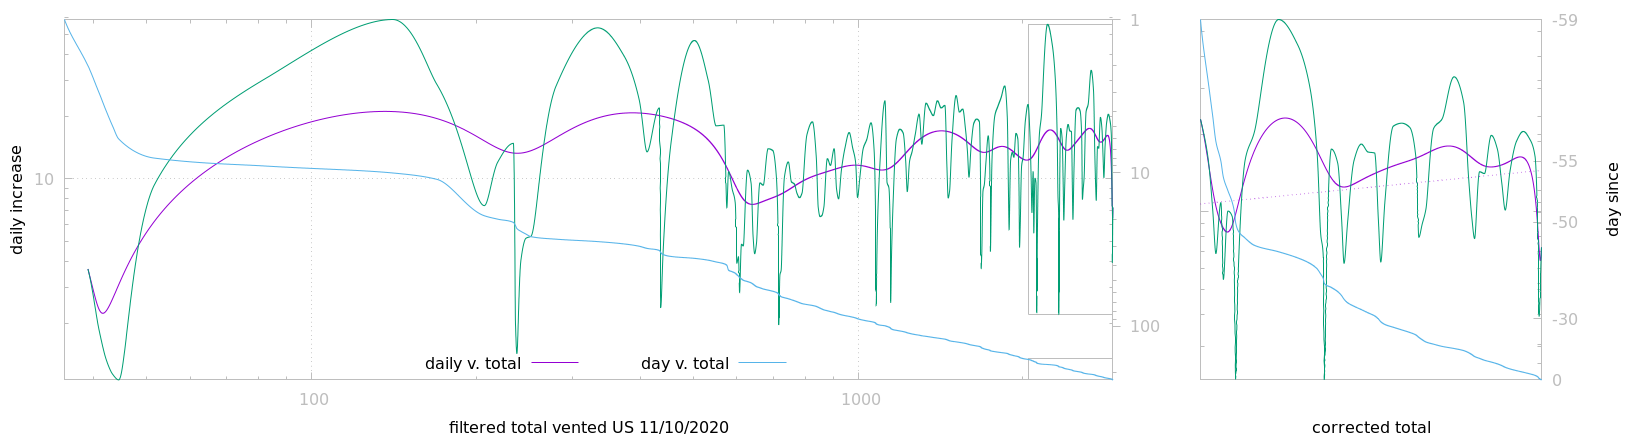 1
-59
daily increase
10
10
-55
-50
day since
100
-30
daily v. total
day v. total
0
100
1000
filtered total vented US 11/10/2020
corrected total